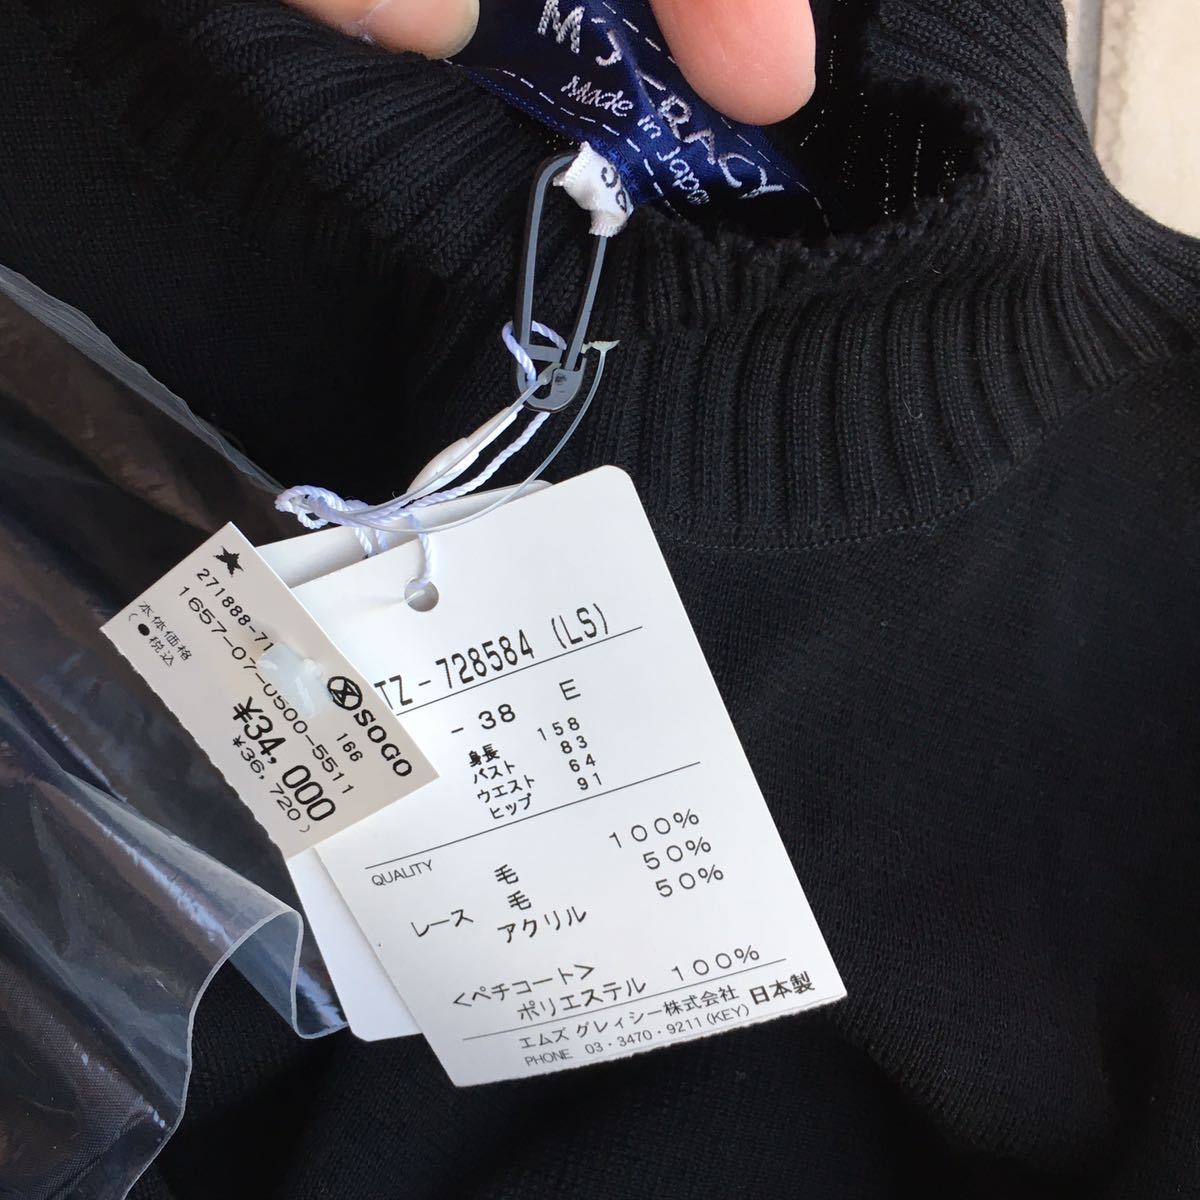 M'S GRACY
Made in Japan
38
271888-71
1657-07-0500-5511
本体価格
(●税込
¥34,000
¥36,720)
166
SOGO
TZ-728584 (LS)
- 38 E
身長 158
バスト 83
ウエスト 64
ヒップ 91
QUALITY
毛 100%
レース 毛 50%
アクリル 50%
<ペチコート>
ポリエステル 100%
エムズ グレィシー株式会社 日本製
PHONE 03・3470・9211(KEY)